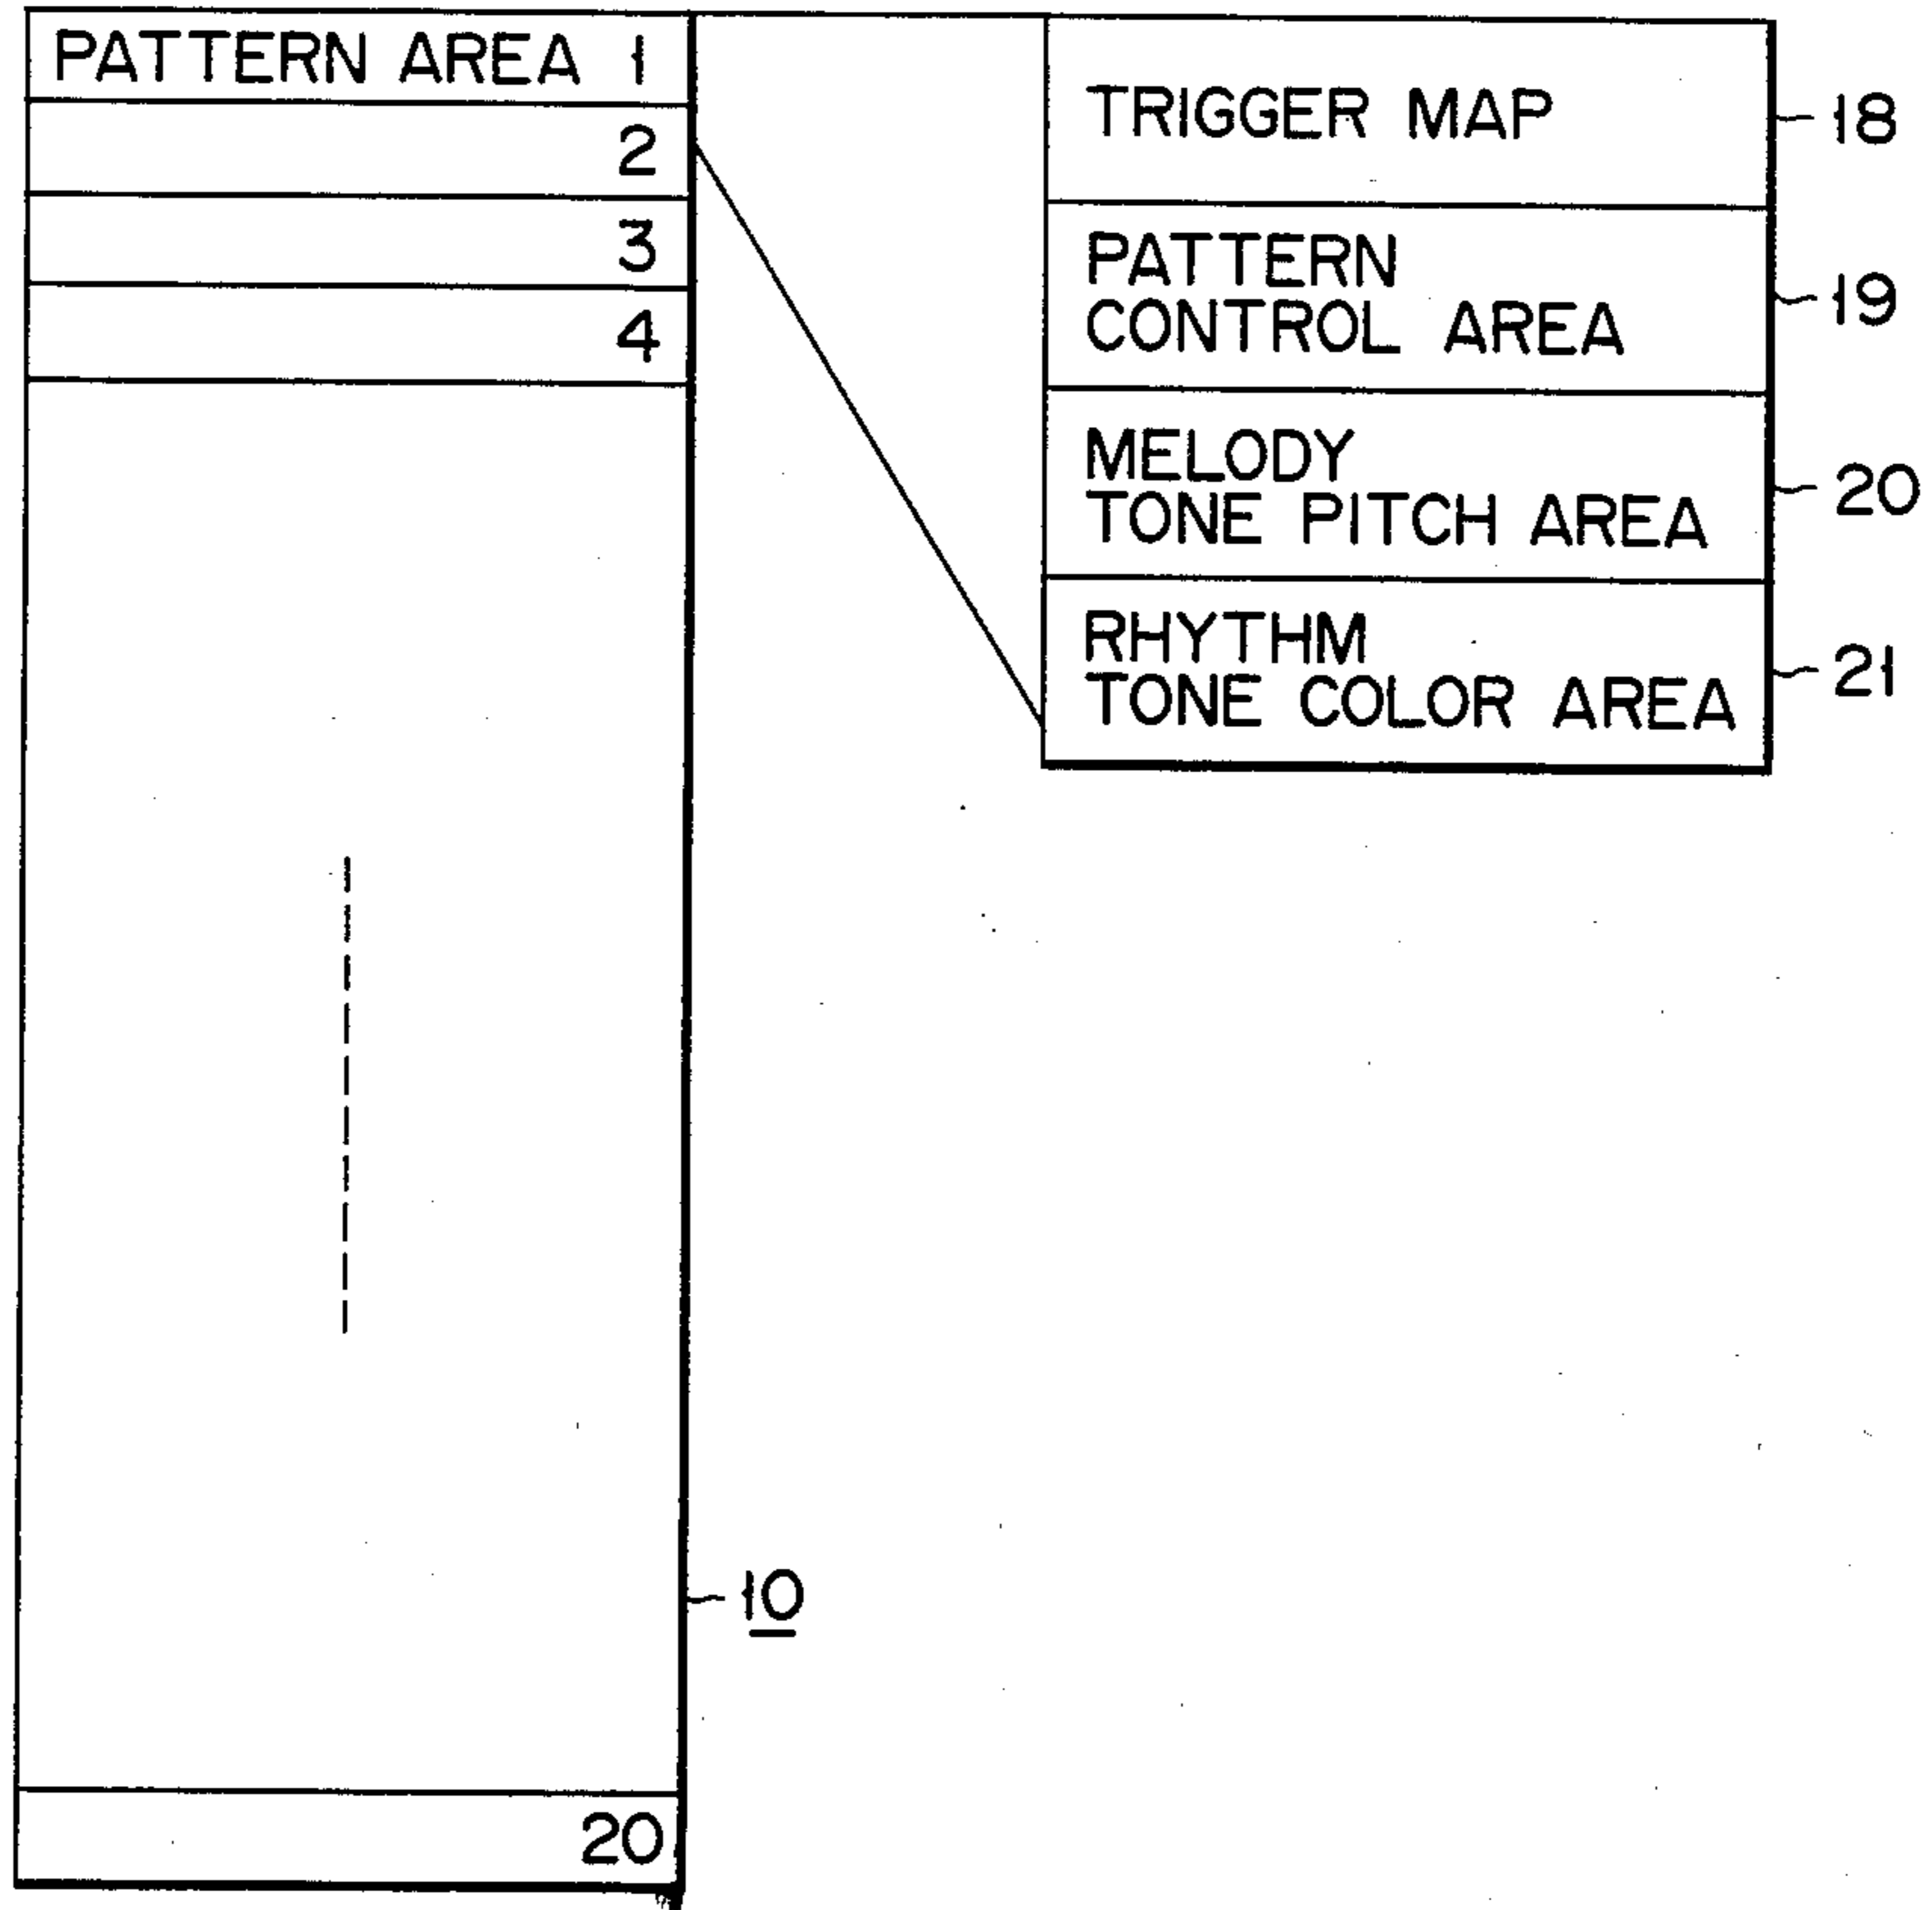 PATTERN AREA 1
2
3
4
20
10
TRIGGER MAP
18
PATTERN
CONTROL AREA
19
MELODY
TONE PITCH AREA
20
RHYTHM
TONE COLOR AREA
21